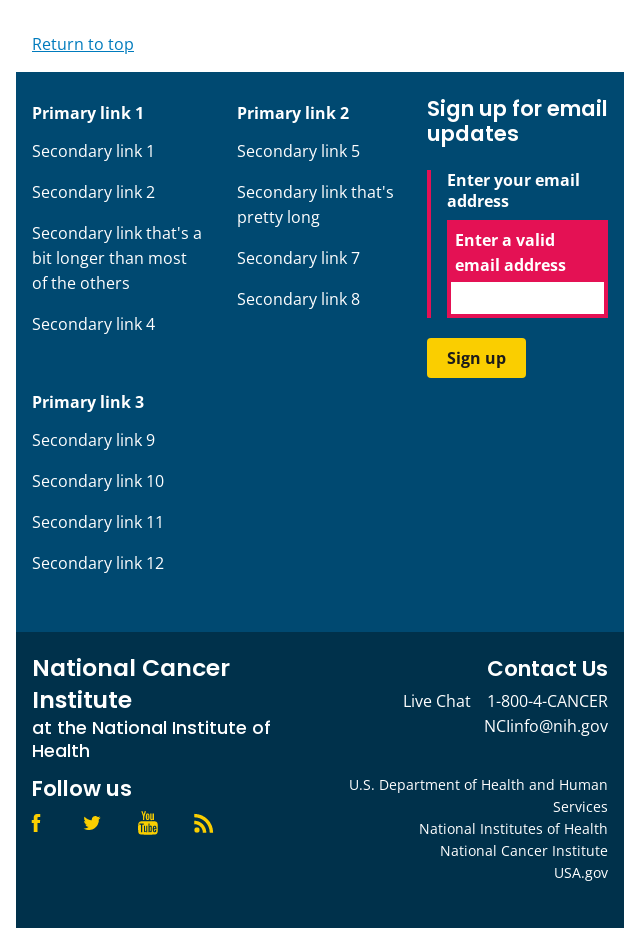 Return to top
Primary link 1
Secondary link 1
Secondary link 2
Secondary link that's a
bit longer than most
of the others
Secondary link 4
Primary link 2
Secondary link 5
Secondary link that's
pretty long
Secondary link 7
Secondary link 8
Primary link 3
Secondary link 9
Secondary link 10
Secondary link 11
Secondary link 12
Sign up for email
updates
Enter your email
address
Enter a valid
email address
Sign up
National Cancer
Institute
at the National Institute of
Health
Follow us
You
Tube
Contact Us
Live Chat 1-800-4-CANCER
NCIinfo@nih.gov
U.S. Department of Health and Human
Services
National Institutes of Health
National Cancer Institute
USA.gov